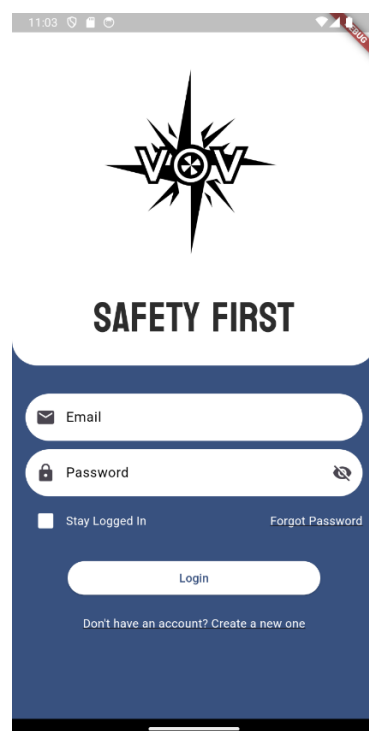 11:03
EBUG
VOV
SAFETY FIRST
Email
Password
Stay Logged In
Forgot Password
Login
Don't have an account? Create a new one